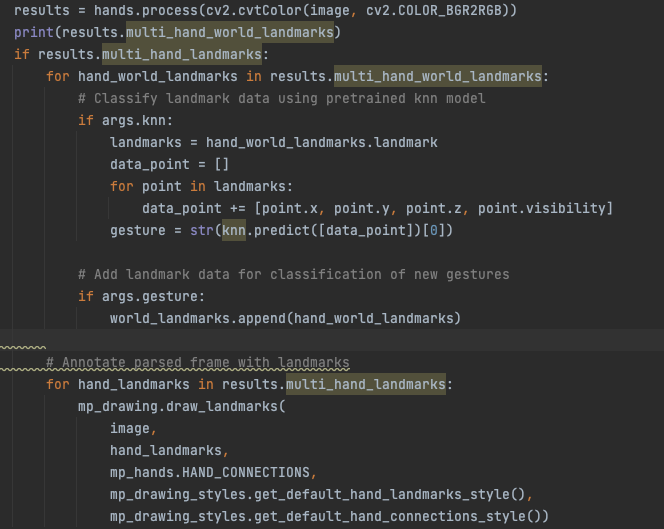 results = hands.process(cv2.cvtColor(image, cv2.COLOR_BGR2RGB))
print(results.multi_hand_world_landmarks)
if results.multi_hand_landmarks:
    for hand_world_landmarks in results.multi_hand_world_landmarks:
        # Classify landmark data using pretrained knn model
        if args.knn:
            landmarks = hand_world_landmarks.landmark
            data_point = []
            for point in landmarks:
                data_point += [point.x, point.y, point.z, point.visibility]
            gesture = str(knn.predict([data_point])[0])

        # Add landmark data for classification of new gestures
        if args.gesture:
            world_landmarks.append(hand_world_landmarks)

    # Annotate parsed frame with landmarks
    for hand_landmarks in results.multi_hand_landmarks:
        mp_drawing.draw_landmarks(
            image,
            hand_landmarks,
            mp_hands.HAND_CONNECTIONS,
            mp_drawing_styles.get_default_hand_landmarks_style(),
            mp_drawing_styles.get_default_hand_connections_style())